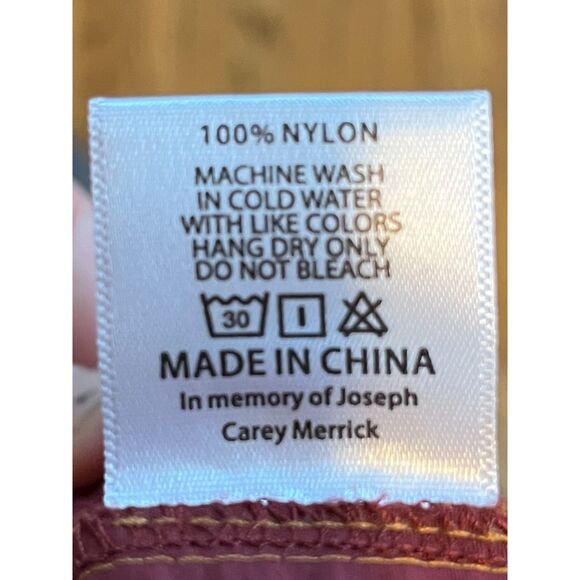 100% NYLON
MACHINE WASH
IN COLD WATER
WITH LIKE COLORS
HANG DRY ONLY
DO NOT BLEACH
30
MADE IN CHINA
In memory of Joseph
Carey Merrick